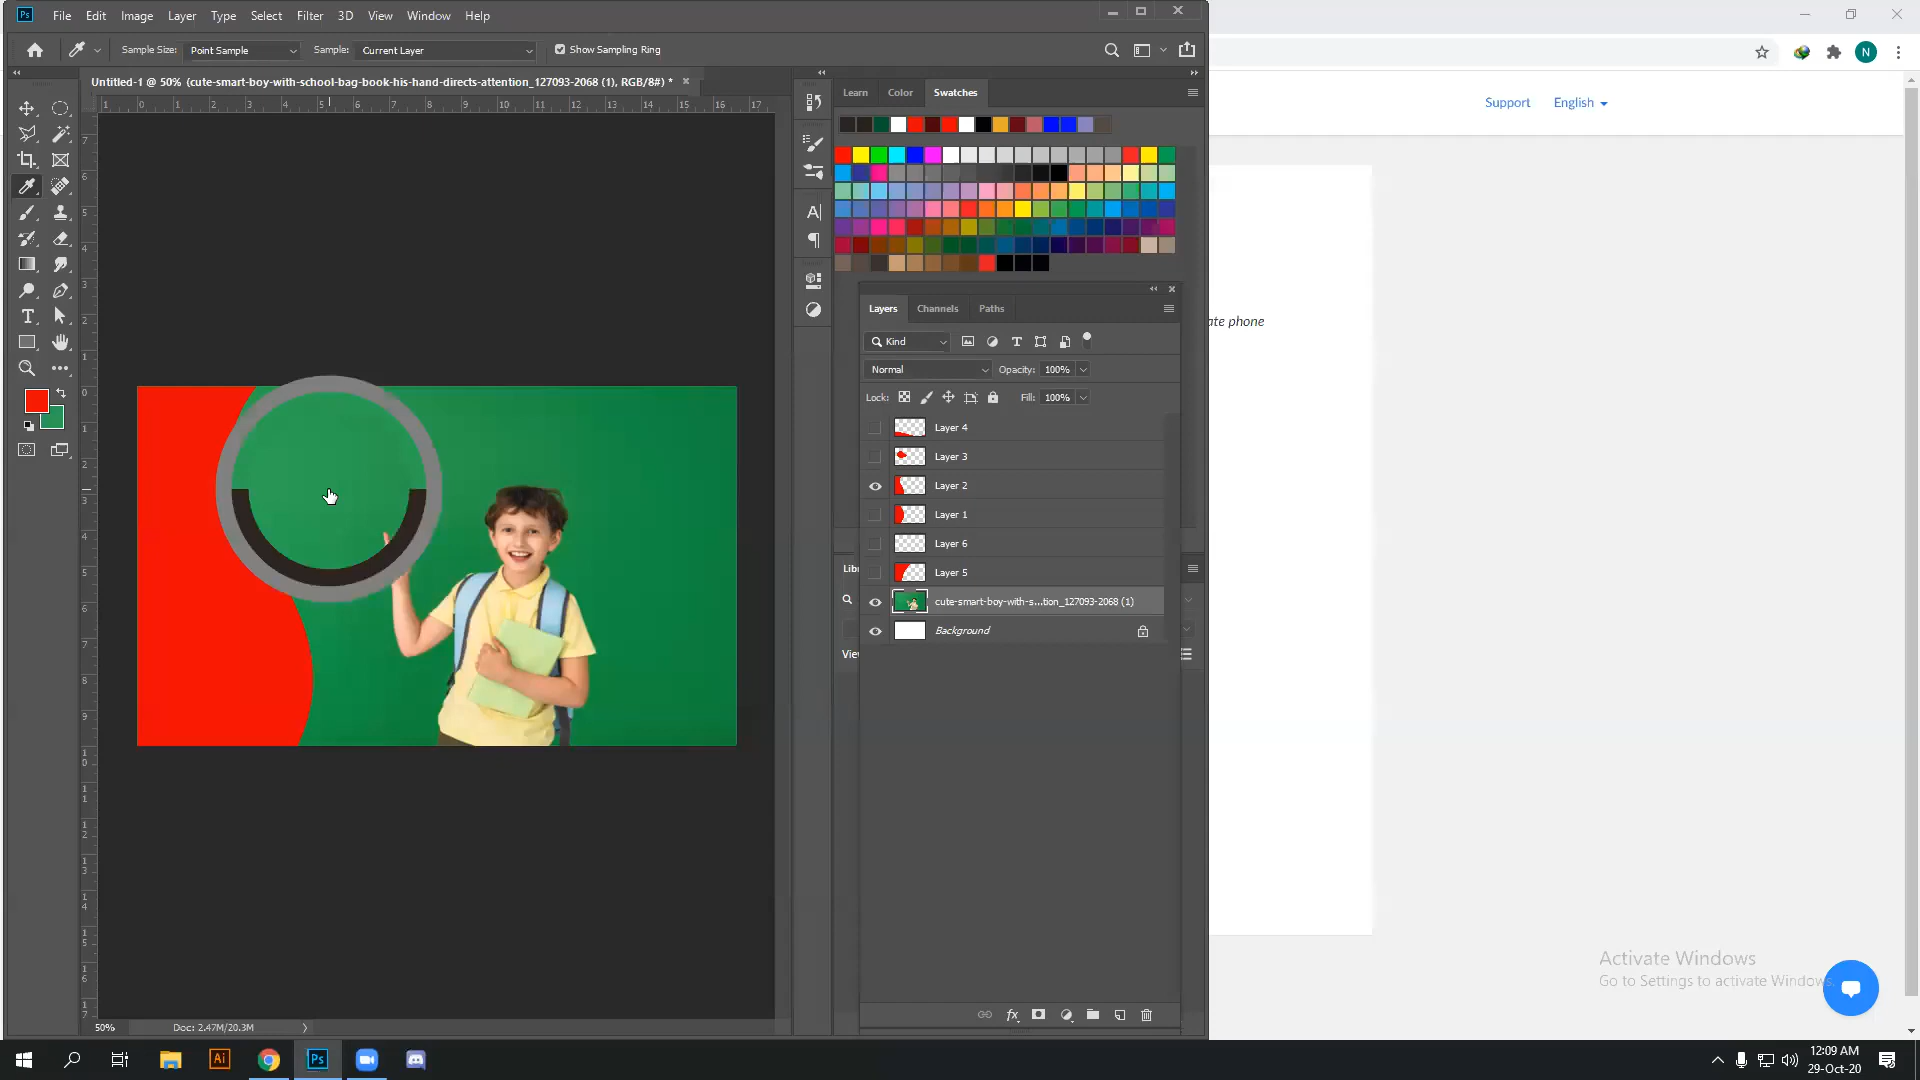 Ps File Edit Image Layer Type Select Filter 3D View Window Help
Sample Size: Point Sample Sample: Current Layer Show Sampling Ring
Untitled-1 @ 50% (cute-smart-boy-with-school-bag-book-his-hand-directs-attention_127093-2068 (1), RGB/8#) *
Learn Color Swatches
N
Support English
ate phone
Layers Channels Paths
Kind
Normal Opacity: 100%
Lock: Fill: 100%
Layer 4
Layer 3
Layer 2
Layer 1
Layer 6
Layer 5
Libr
cute-smart-boy-with-s...tion_127093-2068 (1)
Background
Viev
50% Doc: 2.47M/20.3M
Activate Windows
Go to Settings to activate Windows.
Ai Ps
12:09 AM
29-Oct-20